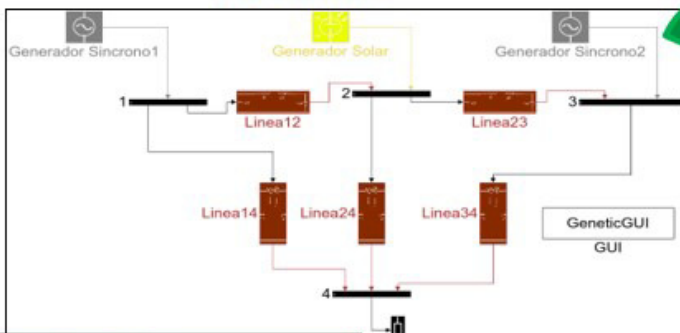 Generador Sincrono1
Generador Solar
Generador Sincrono2
1
2
3
Linea12
Linea23
Linea14
Linea24
Linea34
GeneticGUI
GUI
4